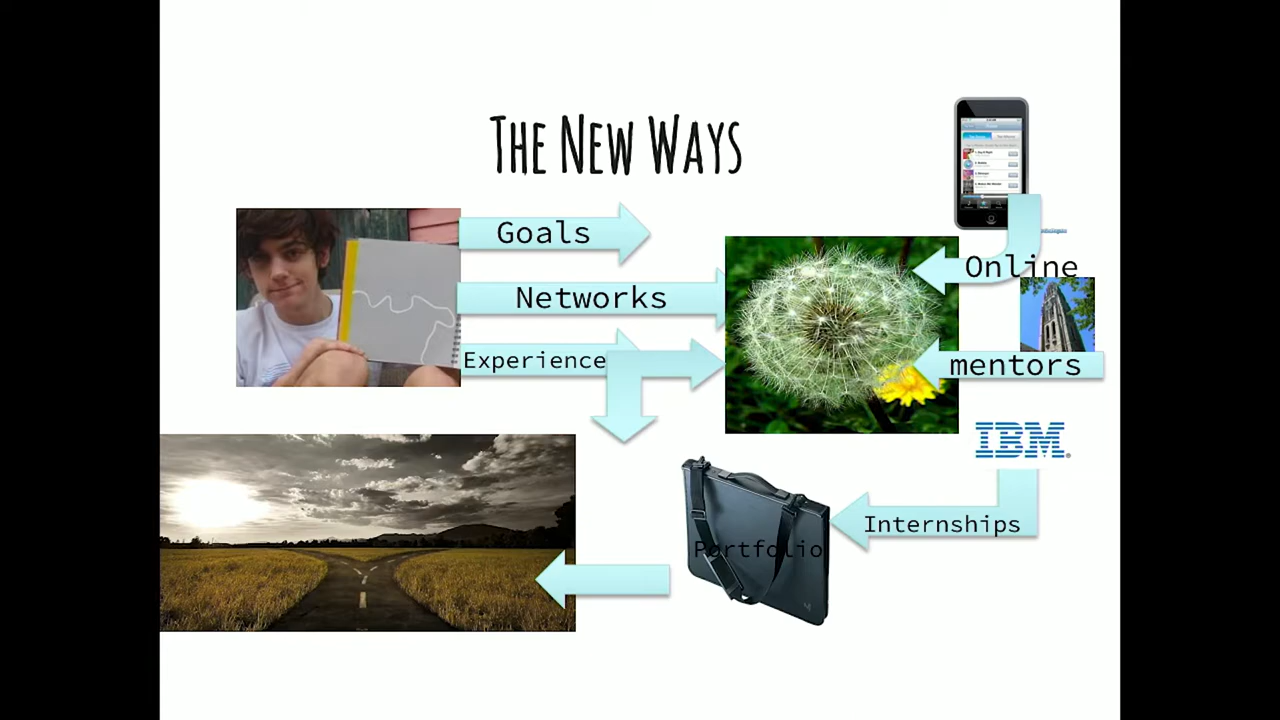 The New Ways
Goals
Online
Networks
Experience
mentors
IBM
Internships
Portfolio